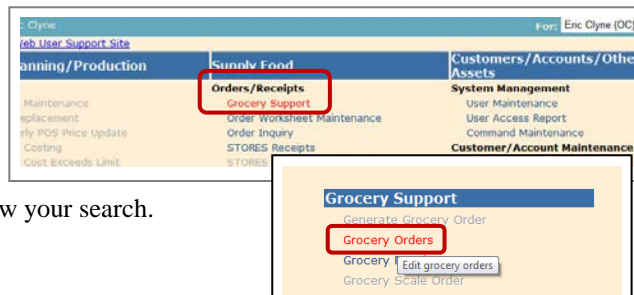 c Clyne
For: Eric Clyne (OC)
Web User Support Site
anning/Production
Supply Food
Customers/Accounts/Othe
Assets
Orders/Receipts
System Management
Maintenance
Grocery Support
User Maintenance
eplacement
Order Worksheet Maintenance
User Access Report
rly POS Price Update
Order Inquiry
Command Maintenance
Costing
STORES Receipts
Customer/Account Maintenance
Cost Exceeds Limit
STORES
w your search.
Grocery Support
Generate Grocery Order
Grocery Orders
Grocery
Edit grocery orders
Grocery Scale Order